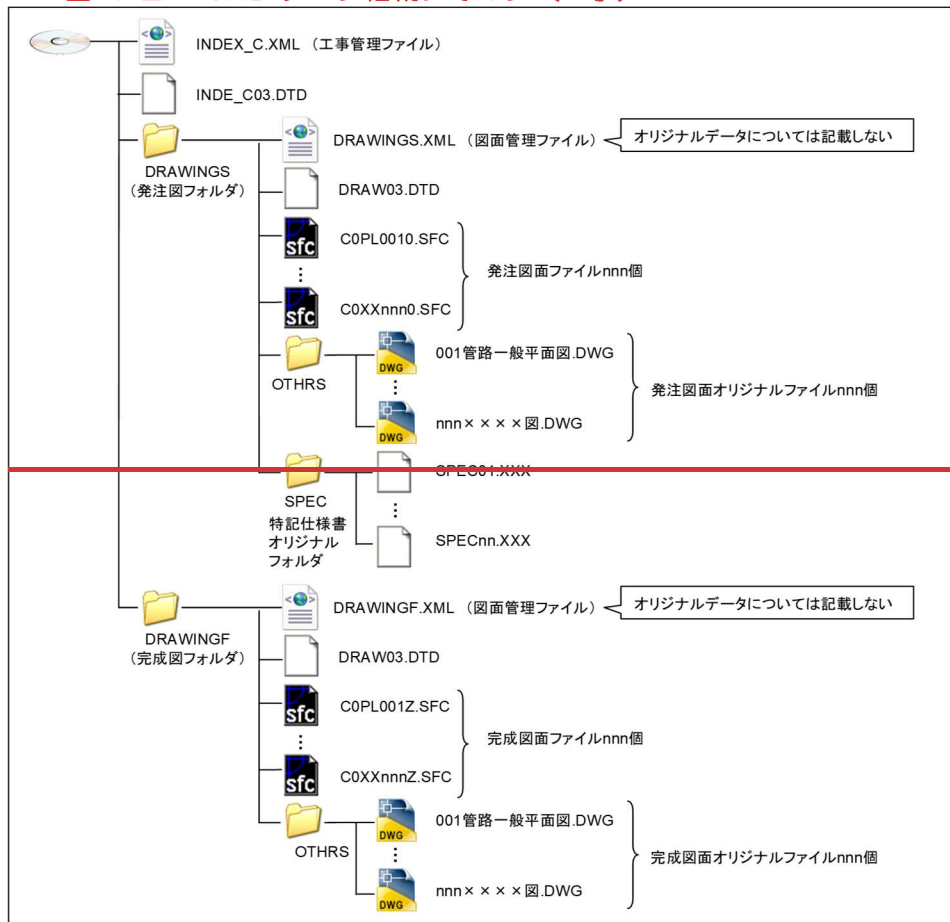 INDEX_C.XML (工事管理ファイル)
INDE_C03.DTD
DRAWINGS
(発注図フォルダ)
DRAWINGS.XML (図面管理ファイル)
オリジナルデータについては記載しない
DRAW03.DTD
sfc
C0PL0010.SFC
⋮
sfc
C0XXnnn0.SFC
発注図面ファイルnnn個
OTHRS
DWG
001管路一般平面図.DWG
⋮
DWG
nnn××××図.DWG
発注図面オリジナルファイルnnn個
SPEC
特記仕様書
オリジナル
フォルダ
SPEC01.XXX
⋮
SPECnn.XXX
DRAWINGF
(完成図フォルダ)
DRAWINGF.XML (図面管理ファイル)
オリジナルデータについては記載しない
DRAW03.DTD
sfc
C0PL001Z.SFC
⋮
sfc
C0XXnnnZ.SFC
完成図面ファイルnnn個
OTHRS
DWG
001管路一般平面図.DWG
⋮
DWG
nnn××××図.DWG
完成図面オリジナルファイルnnn個